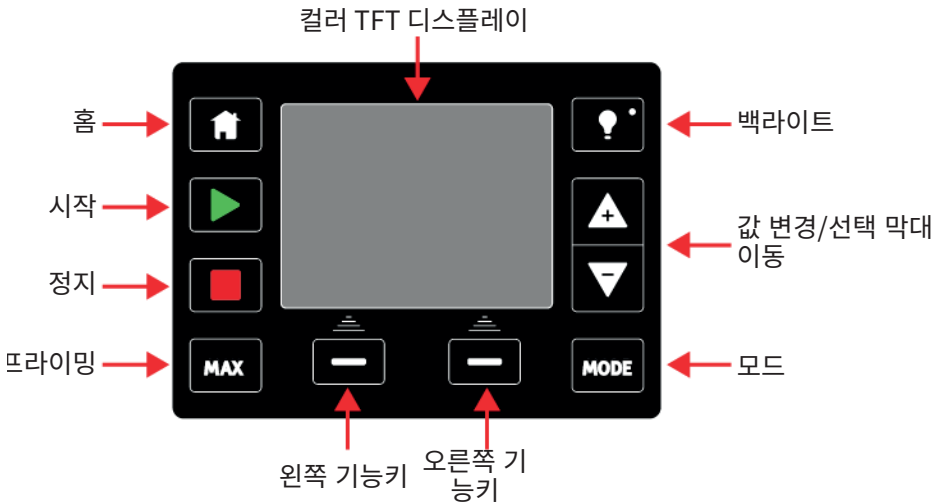 컬러 TFT 디스플레이
홈
백라이트
시작
값 변경/선택 막대
이동
정지
프라이밍
MAX
MODE
모드
왼쪽 기능키
오른쪽 기
능키